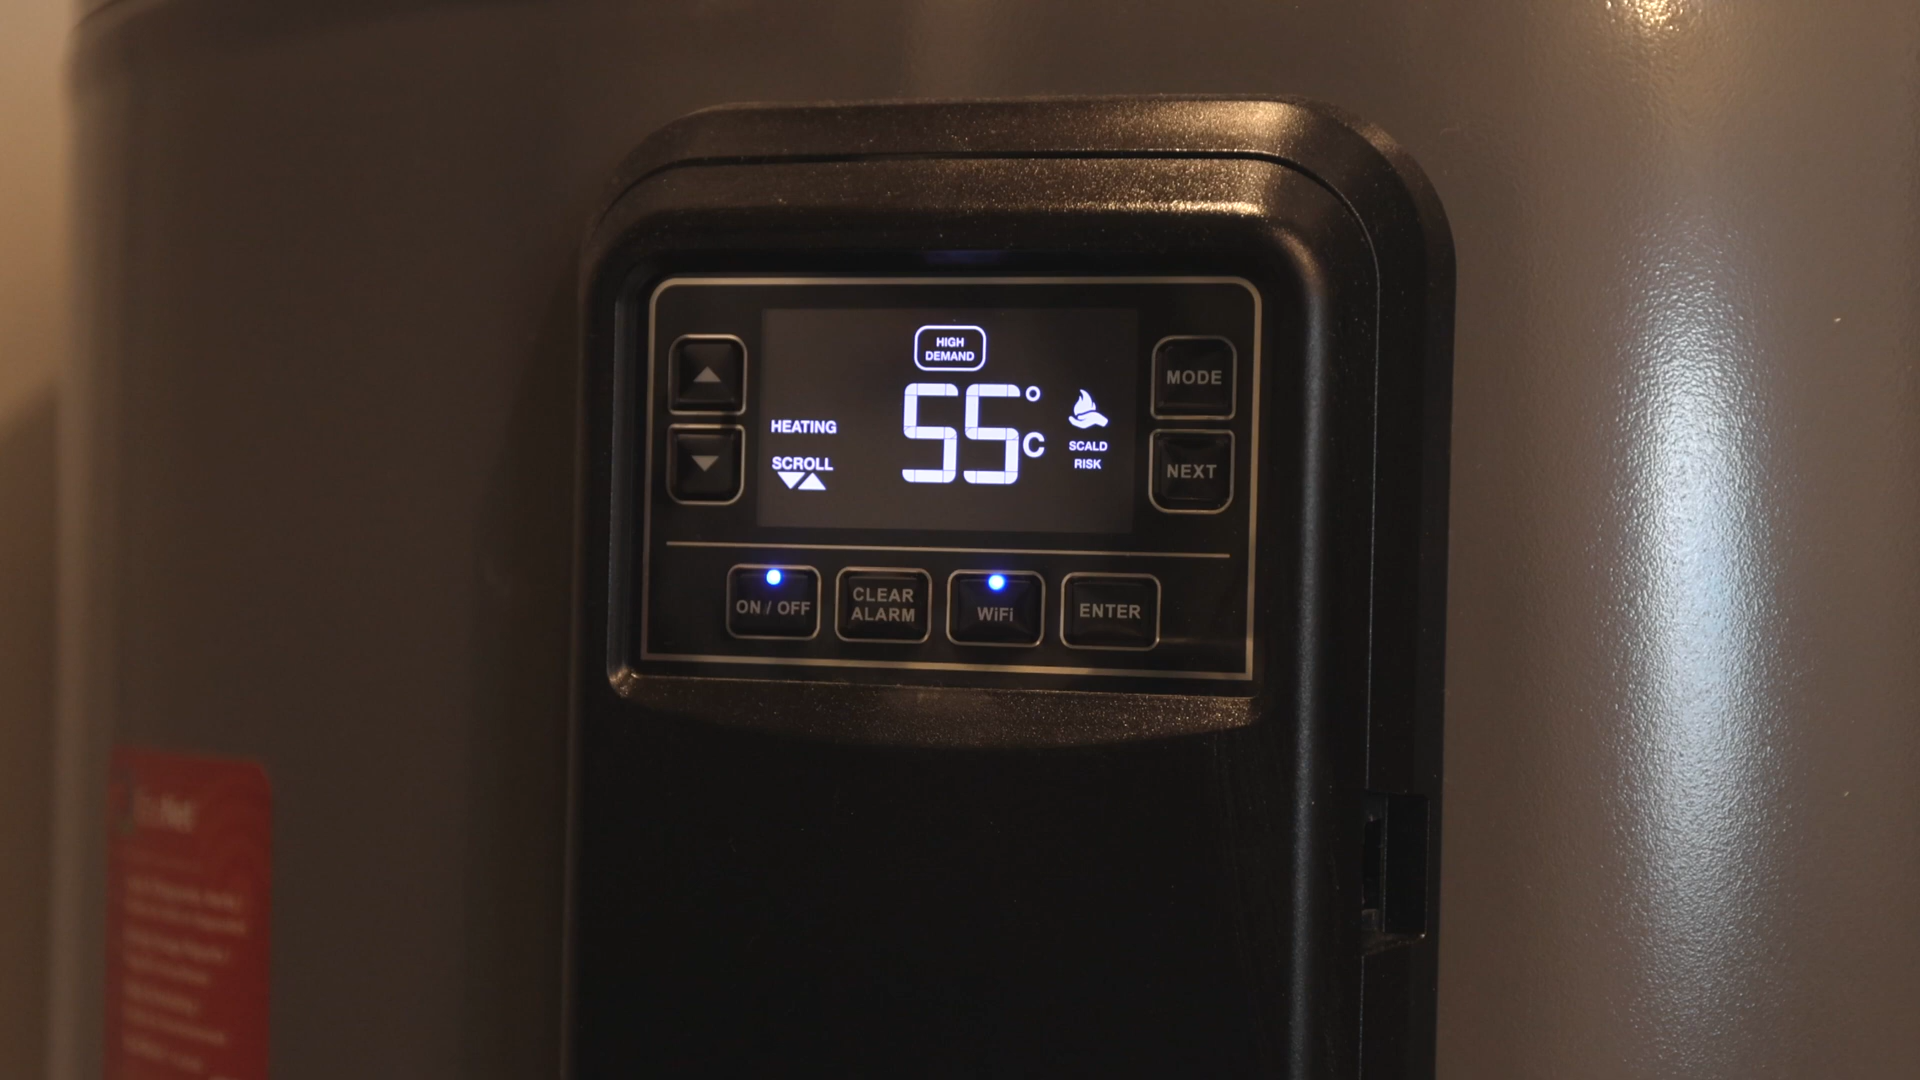 HIGH
DEMAND
HEATING
SCROLL
55°C
SCALD
RISK
MODE
NEXT
ON / OFF
CLEAR
ALARM
WiFi
ENTER